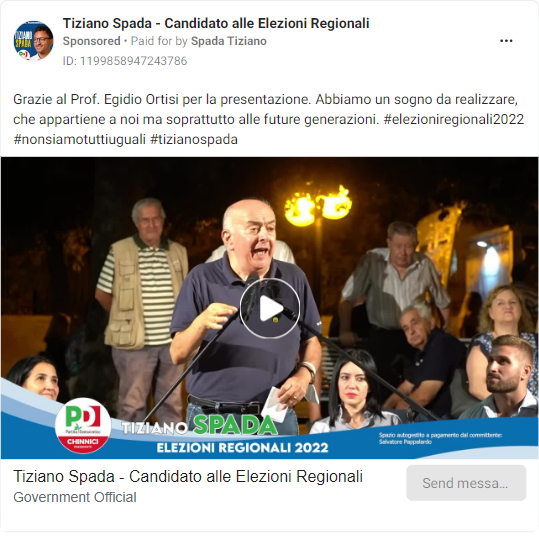 Tiziano Spada - Candidato alle Elezioni Regionali
Sponsored • Paid for by Spada Tiziano
ID: 1199858947243786
Grazie al Prof. Egidio Ortisi per la presentazione. Abbiamo un sogno da realizzare,
che appartiene a noi ma soprattutto alle future generazioni. #elezioniregionali2022
#nonsiamotuttiuguali #tizianospada
PD
Partito Democratico
CHINNICI
PRESIDENTE
TIZIANO SPADA
ELEZIONI REGIONALI 2022
Spazio autogestito a pagamento dal committente:
Salvatore Pappalardo
Tiziano Spada - Candidato alle Elezioni Regionali
Government Official
Send messa...